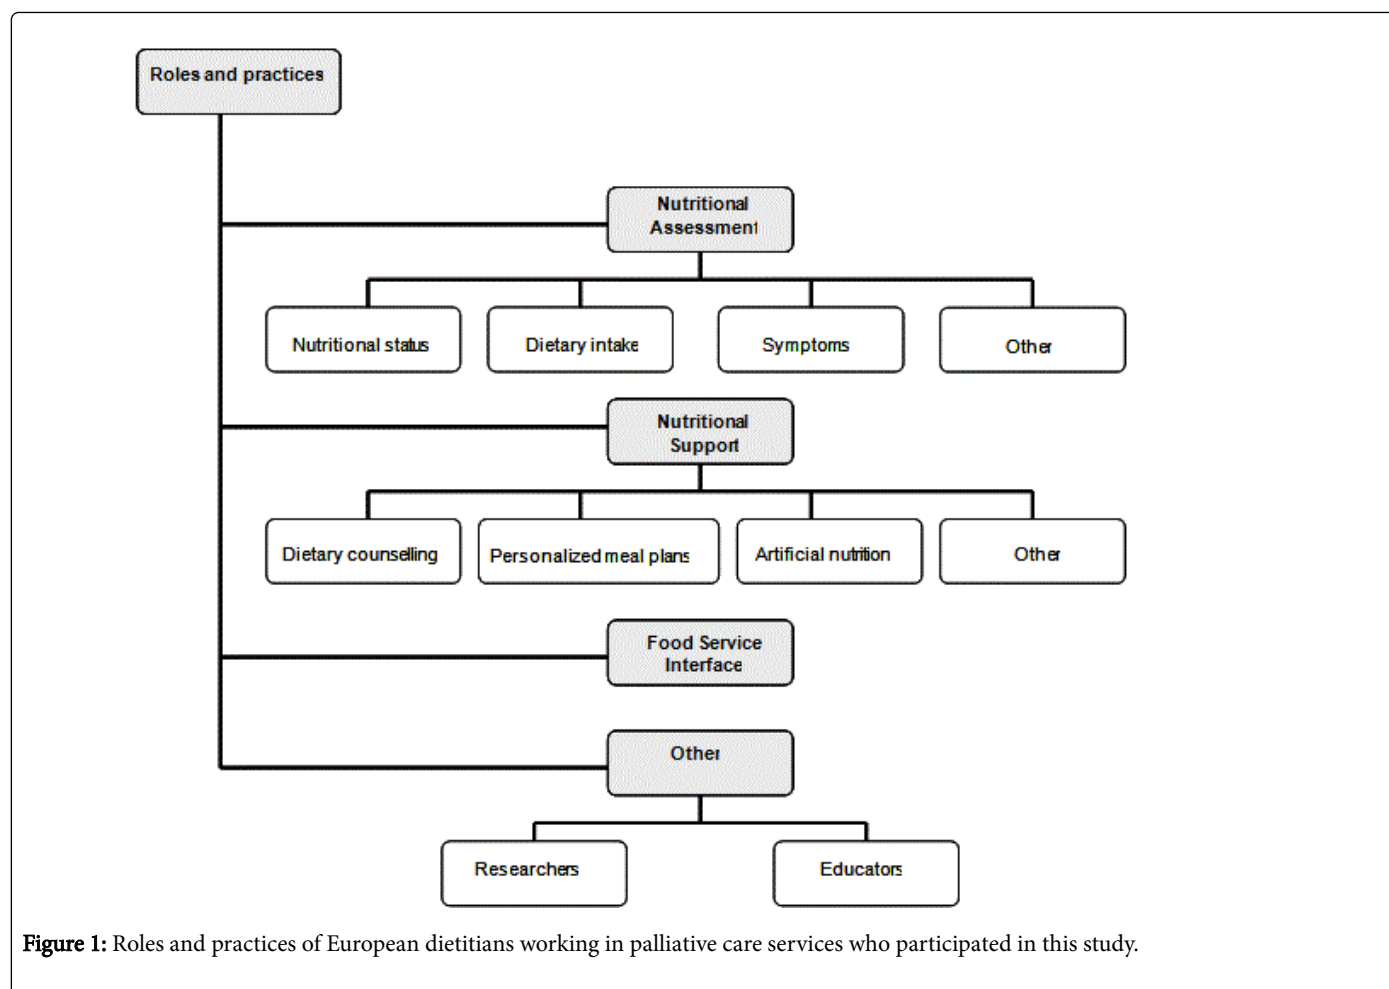 Roles and practices
Nutritional
Assessment
Nutritional status
Dietary intake
Symptoms
Other
Nutritional
Support
Dietary counselling
Personalized meal plans
Artificial nutrition
Other
Food Service
Interface
Other
Researchers
Educators
Figure 1: Roles and practices of European dietitians working in palliative care services who participated in this study.